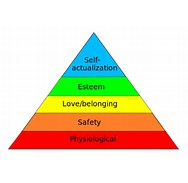 Self-
actualization
Esteem
Love/belonging
Safety
Physiological